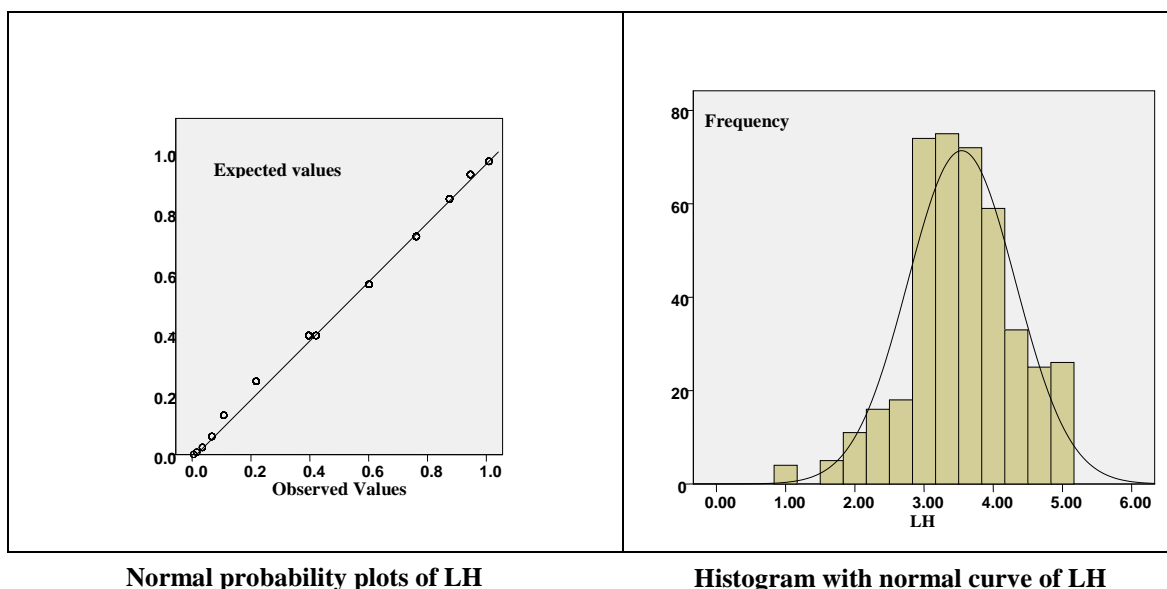 Expected values
1.0
0.8
0.6
0.4
0.2
0.0
0.0 0.2 0.4 0.6 0.8 1.0
Observed Values
Normal probability plots of LH
Frequency
80
60
40
20
0
0.00 1.00 2.00 3.00 4.00 5.00 6.00
LH
Histogram with normal curve of LH